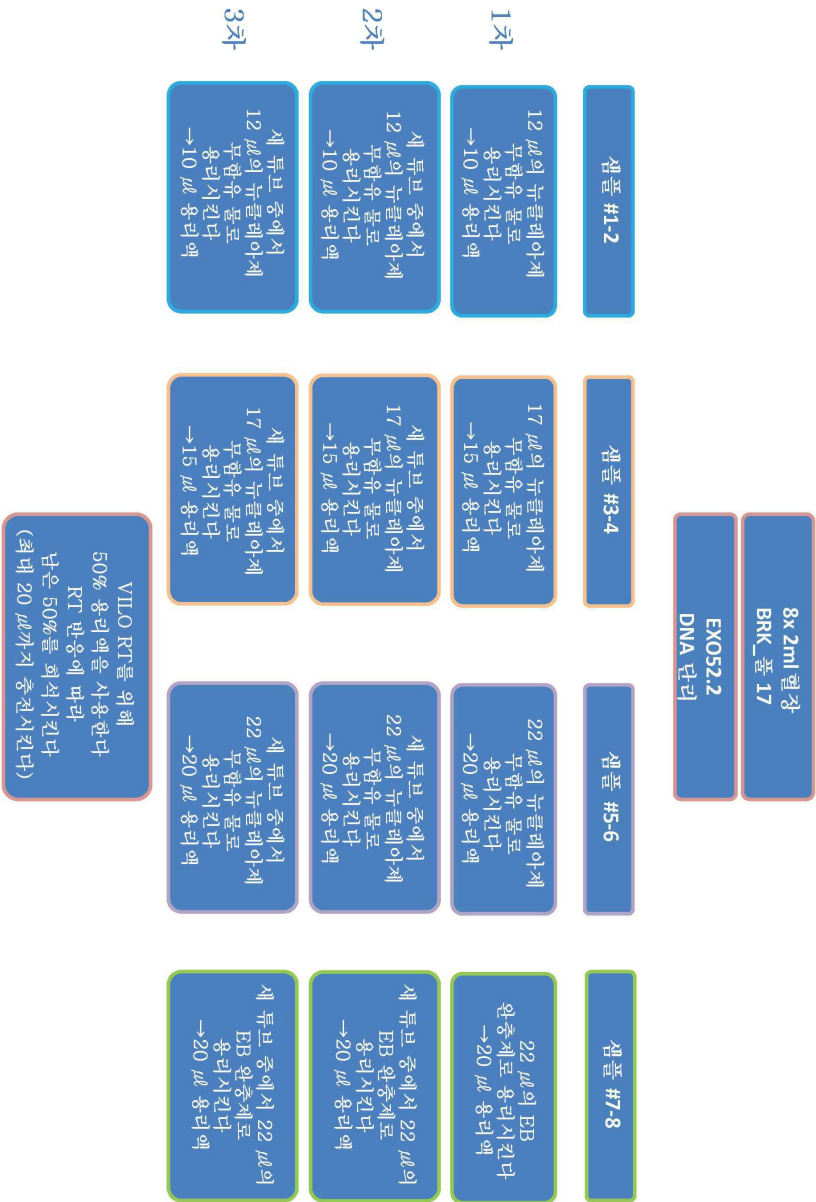 8x 2ml 혈장
BRK_풀 17
EXO52.2
DNA 단리
샘플 #1-2
샘플 #3-4
샘플 #5-6
샘플 #7-8
1차
12 ㎕의 뉴클레아제
무함유 물로
용리시킨다
→10 ㎕ 용리액
17 ㎕의 뉴클레아제
무함유 물로
용리시킨다
→15 ㎕ 용리액
22 ㎕의 뉴클레아제
무함유 물로
용리시킨다
→20 ㎕ 용리액
22 ㎕의 EB
완충제로 용리시킨다
→20 ㎕ 용리액
2차
새 튜브 중에서
12 ㎕의 뉴클레아제
무함유 물로
용리시킨다
→10 ㎕ 용리액
새 튜브 중에서
17 ㎕의 뉴클레아제
무함유 물로
용리시킨다
→15 ㎕ 용리액
새 튜브 중에서
22 ㎕의 뉴클레아제
무함유 물로
용리시킨다
→20 ㎕ 용리액
새 튜브 중에서 22 ㎕의
EB 완충제로
용리시킨다
→20 ㎕ 용리액
3차
새 튜브 중에서
12 ㎕의 뉴클레아제
무함유 물로
용리시킨다
→10 ㎕ 용리액
새 튜브 중에서
17 ㎕의 뉴클레아제
무함유 물로
용리시킨다
→15 ㎕ 용리액
새 튜브 중에서
22 ㎕의 뉴클레아제
무함유 물로
용리시킨다
→20 ㎕ 용리액
새 튜브 중에서 22 ㎕의
EB 완충제로
용리시킨다
→20 ㎕ 용리액
VILO RT를 위해
50% 용리액을 사용한다
RT 반응에 따라
남은 50%를 희석시킨다
(최대 20 ㎕까지 충전시킨다)